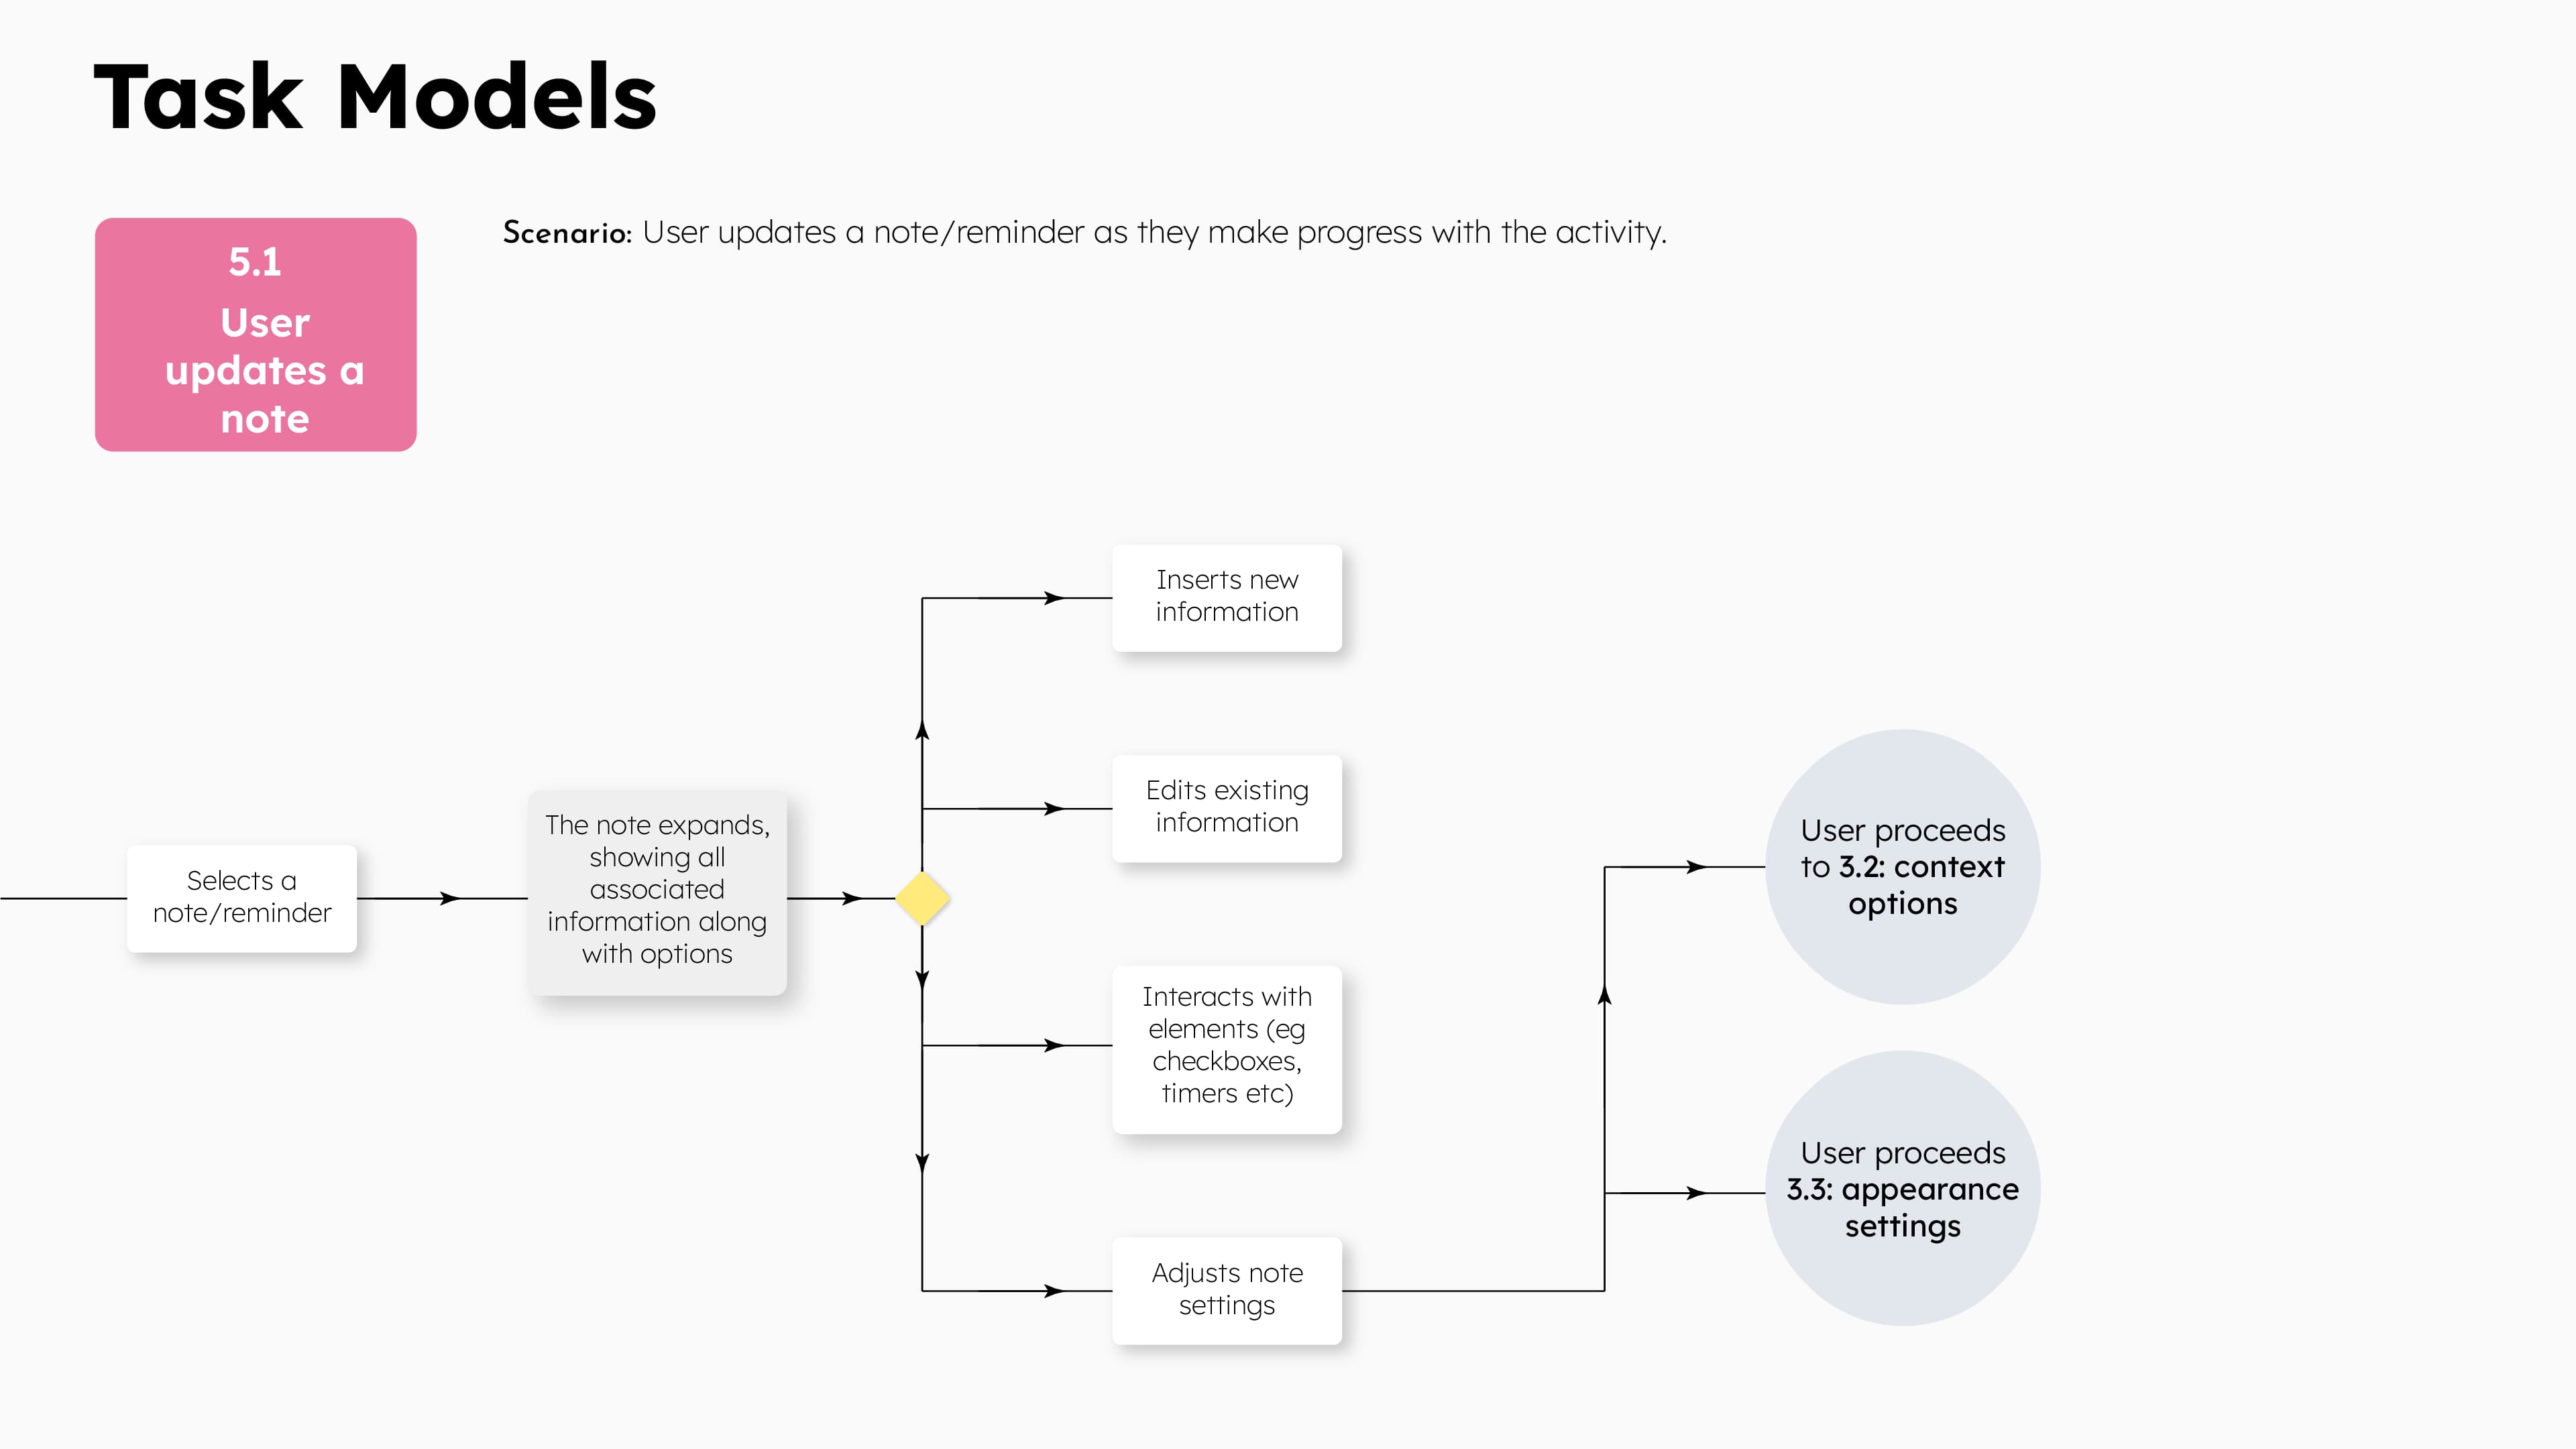 Task Models
5.1
User
updates a
note
Scenario: User updates a note/reminder as they make progress with the activity.
Selects a
note/reminder
The note expands,
showing all
associated
information along
with options
Inserts new
information
Edits existing
information
Interacts with
elements (eg
checkboxes,
timers etc)
Adjusts note
settings
User proceeds
to 3.2: context
options
User proceeds
3.3: appearance
settings